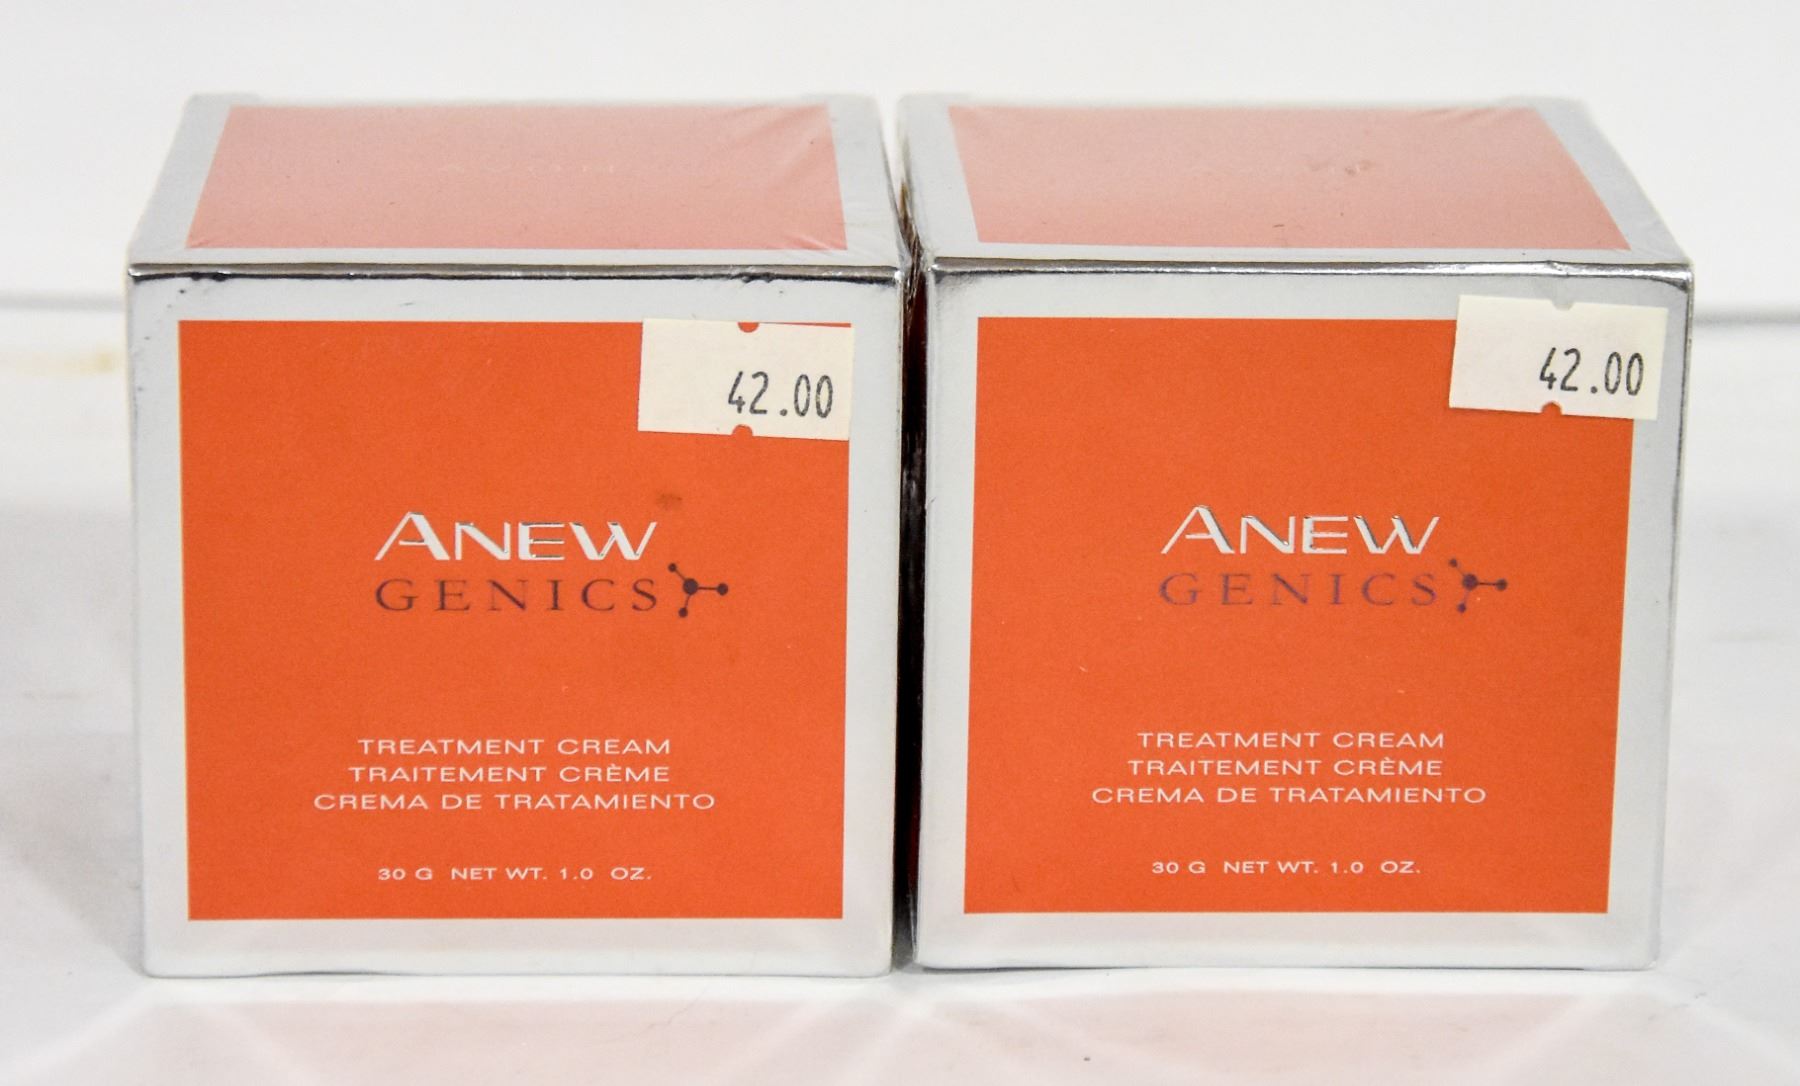 42.00
ANEW
GENICS
TREATMENT CREAM
TRAITEMENT CRÈME
CREMA DE TRATAMIENTO
30 G NET WT. 1.0 OZ.
42.00
ANEW
GENICS
TREATMENT CREAM
TRAITEMENT CRÈME
CREMA DE TRATAMIENTO
30 G NET WT. 1.0 OZ.